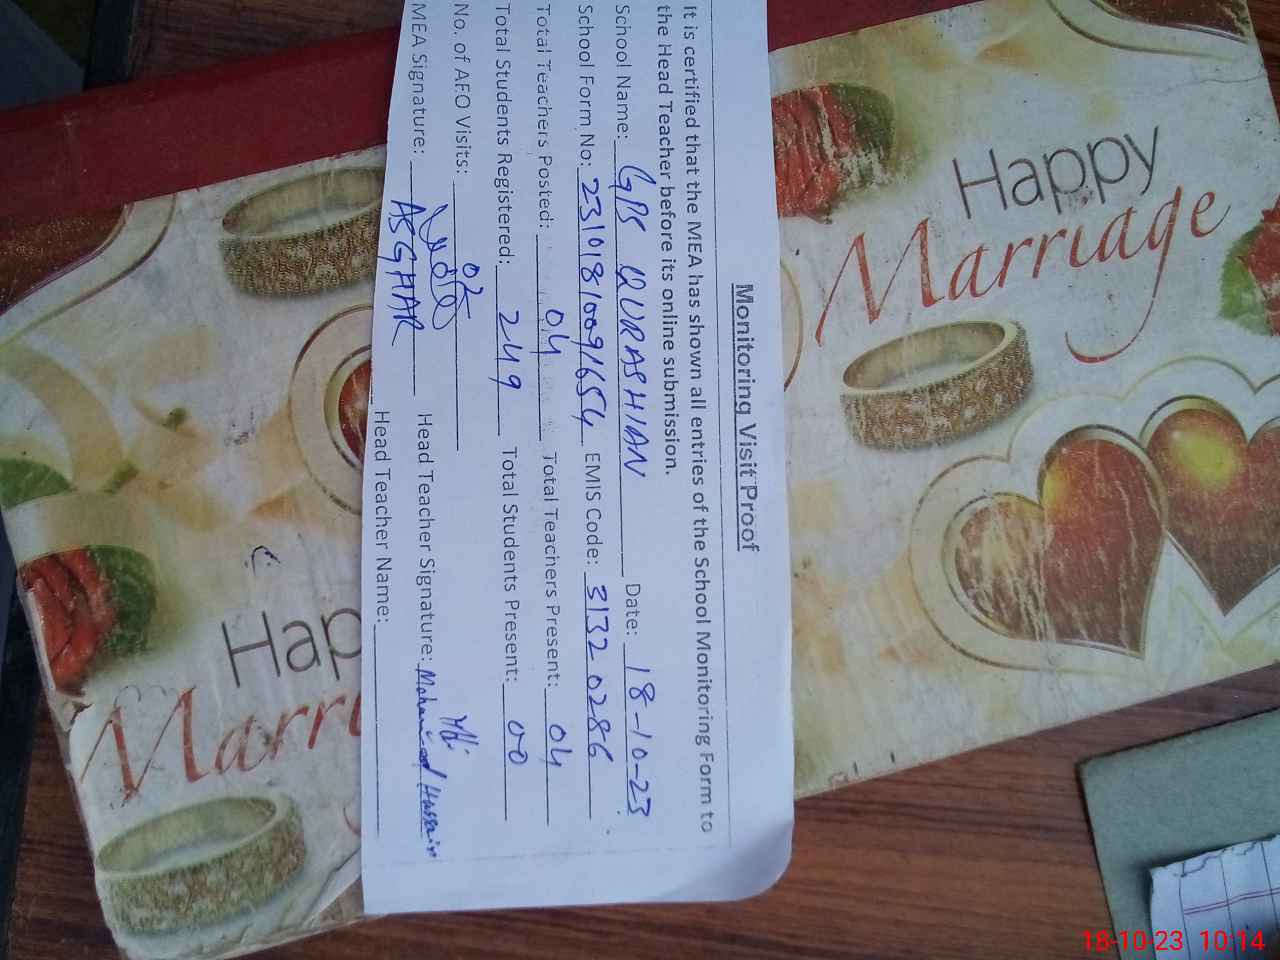 Monitoring Visit Proof
It is certified that the MEA has shown all entries of the School Monitoring Form to
the Head Teacher before its online submission.
School Name: GPS QURASHIAN Date: 18-10-23
School Form No: 23101810091654 EMIS Code: 31320286
Total Teachers Posted: 04 Total Teachers Present: 04
Total Students Registered: 249 Total Students Present: 00
No. of AEO Visits: 02
MEA Signature: Head Teacher Signature: Mohammad Hassain
ASGHAR Head Teacher Name:
Happy
Marriage
Hap
Marri
18-10-23 10:14